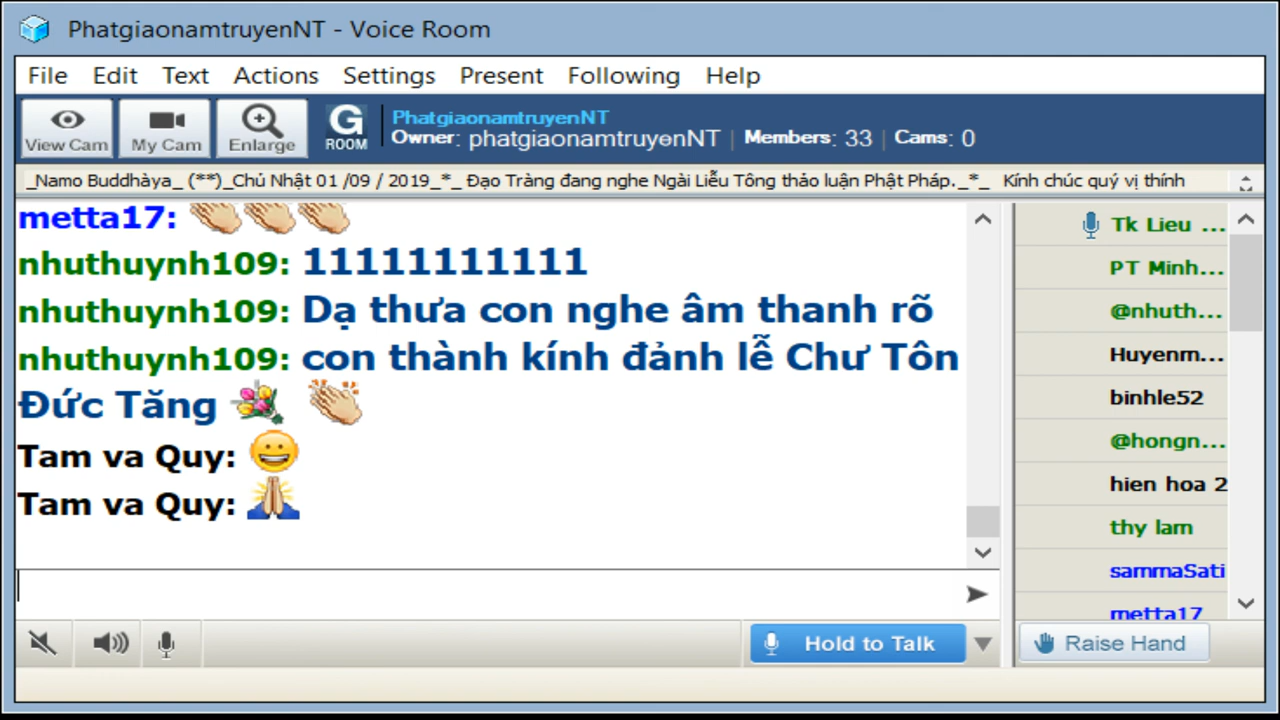 PhatgiaonamtruyenNT - Voice Room
File Edit Text Actions Settings Present Following Help
View Cam My Cam Enlarge G ROOM
PhatgiaonamtruyenNT
Owner: phatgiaonamtruyenNT | Members: 33 | Cams: 0
_Namo Buddhàya_ (**)_Chủ Nhật 01 /09 / 2019_*_ Đạo Tràng đang nghe Ngài Liễu Tông thảo luận Phật Pháp._*_ Kính chúc quý vị thính
metta17:
nhuthuynh109: 11111111111
nhuthuynh109: Dạ thưa con nghe âm thanh rõ
nhuthuynh109: con thành kính đảnh lễ Chư Tôn
Đức Tăng
Tam va Quy:
Tam va Quy:
Tk Lieu ...
PT Minh...
@nhuth...
Huyenm...
binhle52
@hongn...
hien hoa 2
thy lam
sammaSati
metta17
Hold to Talk
Raise Hand